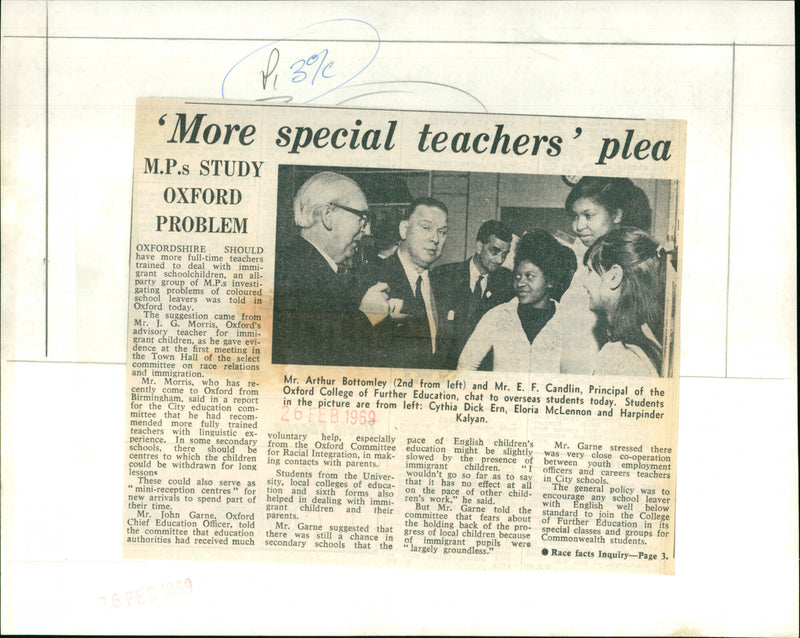 P, 3%
'More special teachers' plea
M.P.s STUDY
OXFORD
PROBLEM
OXFORDSHIRE SHOULD
have more full-time teachers
trained to deal with immi-
grant schoolchildren, an all-
party group of M.P.s investi-
gating problems of coloured
school leavers was told in
Oxford today.
The suggestion came from
Mr. J. G. Morris, Oxford's
advisory teacher for immi-
grant children, as he gave evi-
dence at the first meeting in
the Town Hall of the select
committee on race relations
and immigration.
Mr. Morris, who has re-
cently come to Oxford from
Birmingham, said in a report
for the City education com-
mittee that he had recom-
mended more fully trained
teachers with linguistic ex-
perience. In some secondary
schools, there should be
centres to which the children
could be withdrawn for long
lessons
These could also serve as
"mini-reception centres" for
new arrivals to spend part of
their time.
Mr. John Garne, Oxford
Chief Education Officer, told
the committee that education
authorities had received much
Mr. Arthur Bottomley (2nd from left) and Mr. E. F. Candlin, Principal of the
Oxford College of Further Education, chat to overseas students today. Students
in the picture are from left: Cythia Dick Ern, Eloria McLennon and Harpinder
Kalyan.
26 FEB 1969
voluntary help, especially
from the Oxford Committee
for Racial Integration, in mak-
ing contacts with parents.
Students from the Univer-
sity, local colleges of educa-
tion and sixth forms also
helped in dealing with immi-
grant children and their
parents.
Mr. Garne suggested that
there was still a chance in
secondary schools that the
pace of English children's
education might be slightly
slowed by the presence of
immigrant children. "I
wouldn't go so far as to say
that it has no effect at all
on the pace of other child-
ren's work," he said.
But Mr. Garne told the
committee that fears about
the holding back of the pro-
gress of local children because
of immigrant pupils were
"largely groundless."
Mr. Garne stressed there
was very close co-operation
between youth employment
officers and careers teachers
in City schools.
The general policy was to
encourage any school leaver
with English well below
standard to join the College
of Further Education in its
special classes and groups for
Commonwealth students.
● Race facts Inquiry—Page 3.
26 FEB 1969